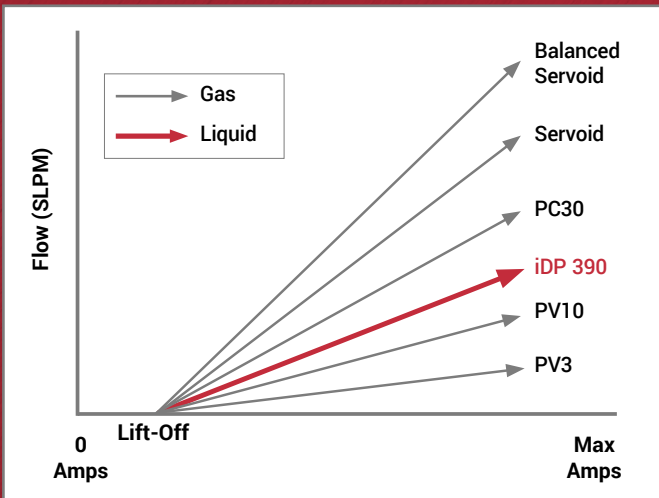 Gas
Liquid
Flow (SLPM)
Balanced
Servoid
Servoid
PC30
iDP 390
PV10
PV3
0
Amps
Lift-Off
Max
Amps